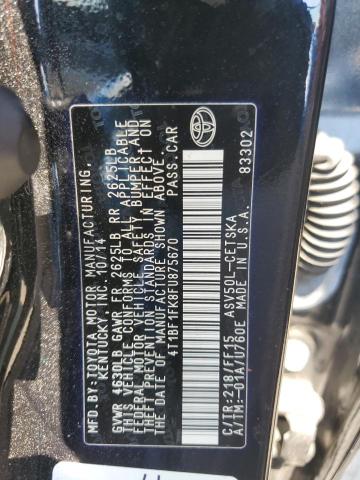 MFD. BY: TOYOTA MOTOR MANUFACTURING
KENTUCKY, INC. 10/14
GVWR 4630LB GAWR FR 2625LB RR 2625LB
THIS VEHICLE CONFORMS TO ALL APPLICABLE
FEDERAL MOTOR VEHICLE SAFETY, BUMPER, AND
THEFT PREVENTION STANDARDS IN EFFECT ON
THE DATE OF MANUFACTURE SHOWN ABOVE.
4T1BF1FK8FU875670 PASS.CAR
C/TR:218/FF15 ASV50L-CETSKA
A/TM:-01A/U760E MADE IN U.S.A.
83302